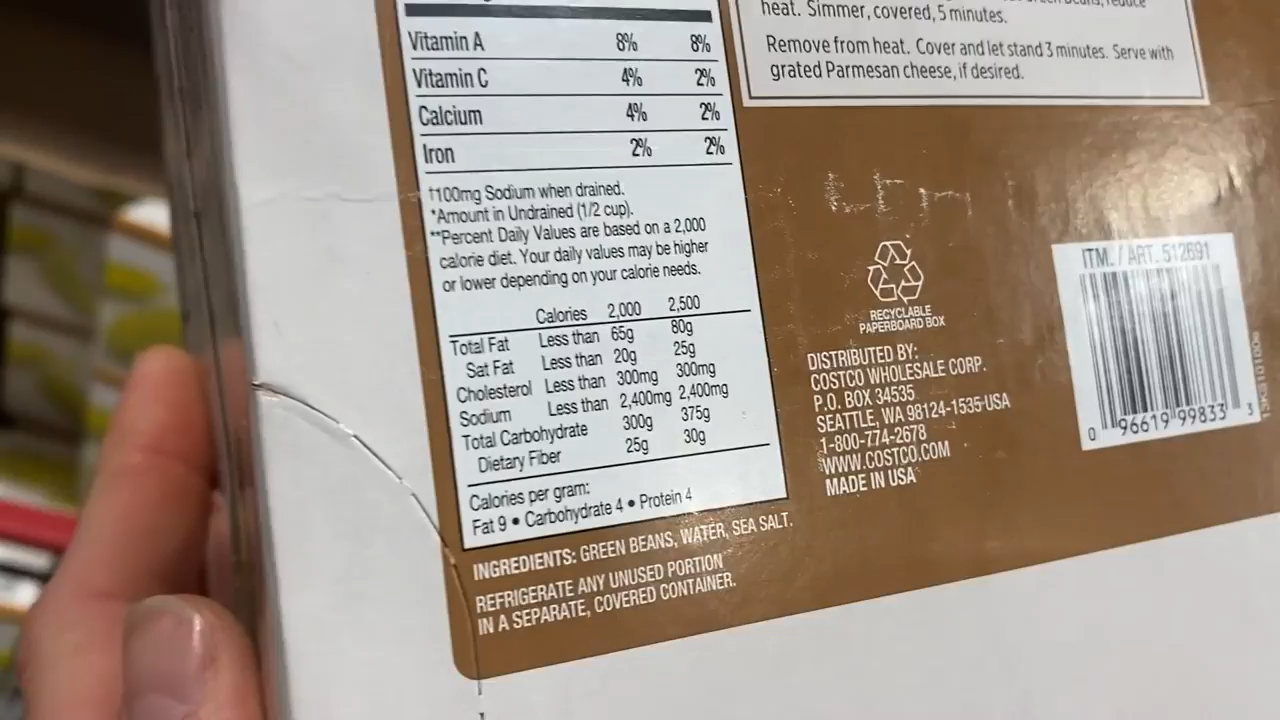 Vitamin A 8% 8%
Vitamin C 4% 2%
Calcium 4% 2%
Iron 2% 2%
†100mg Sodium when drained.
*Amount in Undrained (1/2 cup).
**Percent Daily Values are based on a 2,000
calorie diet. Your daily values may be higher
or lower depending on your calorie needs.
Calories 2,000 2,500
Total Fat Less than 65g 80g
Sat Fat Less than 20g 25g
Cholesterol Less than 300mg 300mg
Sodium Less than 2,400mg 2,400mg
Total Carbohydrate 300g 375g
Dietary Fiber 25g 30g
Calories per gram:
Fat 9 • Carbohydrate 4 • Protein 4
INGREDIENTS: GREEN BEANS, WATER, SEA SALT.
REFRIGERATE ANY UNUSED PORTION
IN A SEPARATE, COVERED CONTAINER.
heat. Simmer, covered, 5 minutes.
Remove from heat. Cover and let stand 3 minutes. Serve with
grated Parmesan cheese, if desired.
RECYCLABLE
PAPERBOARD BOX
DISTRIBUTED BY:
COSTCO WHOLESALE CORP.
P.O. BOX 34535
SEATTLE, WA 98124-1535 USA
1-800-774-2678
WWW.COSTCO.COM
MADE IN USA
ITM. / ART. 512691
0 96619 99833 3